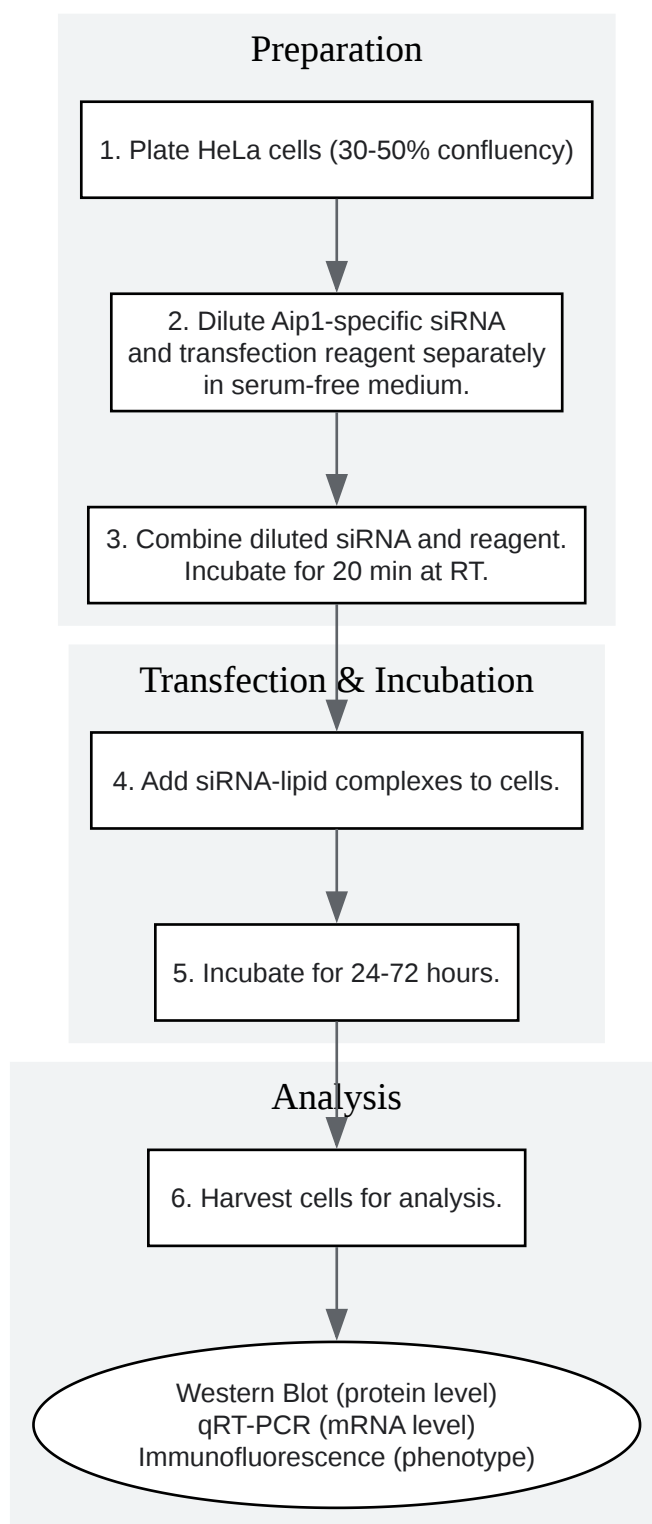 Preparation
1. Plate HeLa cells (30-50% confluency)
2. Dilute Aip1-specific siRNA
and transfection reagent separately
in serum-free medium.
3. Combine diluted siRNA and reagent.
Incubate for 20 min at RT.
Transfection & Incubation
4. Add siRNA-lipid complexes to cells.
5. Incubate for 24-72 hours.
Analysis
6. Harvest cells for analysis.
Western Blot (protein level)
qRT-PCR (mRNA level)
Immunofluorescence (phenotype)